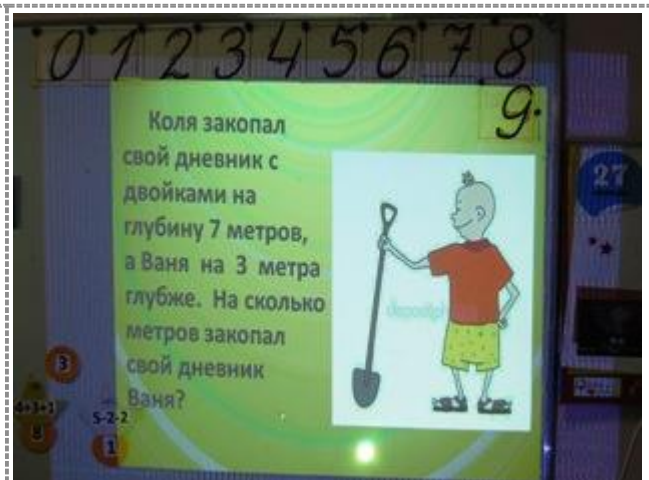 0 1 2 3 4 5 6 7 8
9
Коля закопал
свой дневник с
двойками на
глубину 7 метров,
а Ваня на 3 метра
глубже. На сколько
метров закопал
свой дневник
Ваня?
27
3
4+3+1
8
5-2-2
1